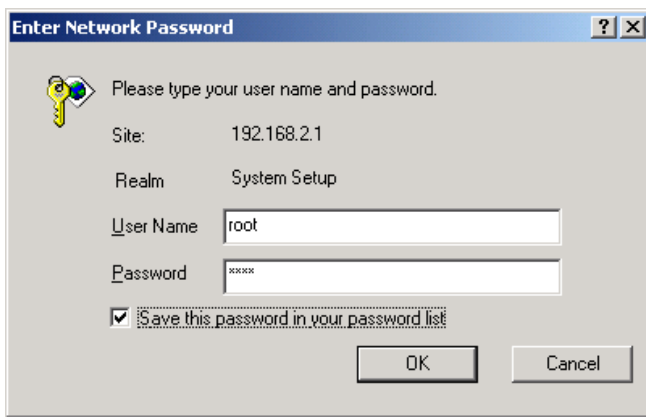 Enter Network Password
Please type your user name and password.
Site: 192.168.2.1
Realm System Setup
User Name root
Password ****
Save this password in your password list
OK Cancel